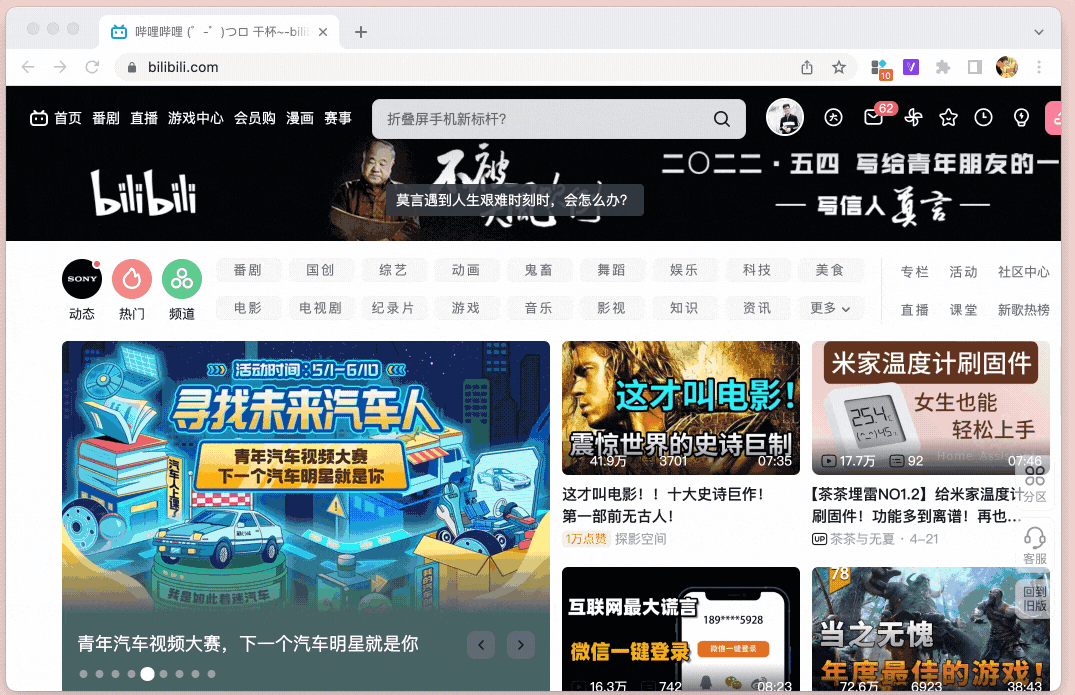 哔哩哔哩 (゜-゜)つロ 干杯~-bili
bilibili.com
10
首页 番剧 直播 游戏中心 会员购 漫画 赛事
折叠屏手机新标杆?
62
bilibili
不被
二〇二二·五四 写给青年朋友的一
莫言遇到人生艰难时刻时，会怎么办?
写信人 莫言
SONY
动态 热门 频道
番剧 国创 综艺 动画 鬼畜 舞蹈 娱乐 科技 美食
电影 电视剧 纪录片 游戏 音乐 影视 知识 资讯 更多
专栏 活动 社区中心
直播 课堂 新歌热榜
活动时间:5/1-6/10
寻找未来汽车人
青年汽车视频大赛
下一个汽车明星就是你
汽车人上课了
我是如此着迷汽车
青年汽车视频大赛，下一个汽车明星就是你
这才叫电影！
震惊世界的史诗巨制
41.9万 3701 07:35
这才叫电影！！十大史诗巨作！
第一部前无古人！
1万点赞 探影空间
米家温度计刷固件
女生也能
轻松上手
25.4
45
Home Assis
17.7万 92 07:46
【茶茶埋雷NO1.2】给米家温度计
刷固件！功能多到离谱！再也...
UP 茶茶与无夏 · 4-21
分区
客服
回到
旧版
互联网最大谎言
微信一键登录
189****5928
微信一键登录
16.3万 742 08:23
78
当之无愧
年度最佳的游戏！
72.6万 6923 38:43